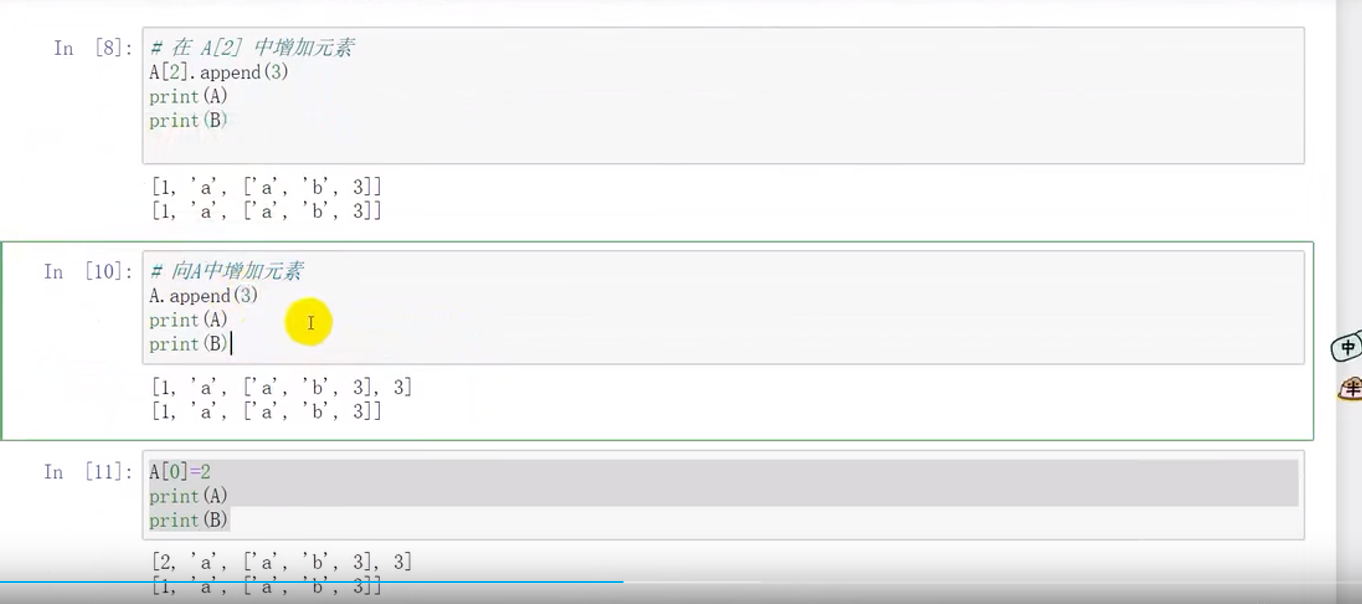 In [8]: # 在 A[2] 中增加元素
A[2].append(3)
print(A)
print(B)
[1, 'a', ['a', 'b', 3]]
[1, 'a', ['a', 'b', 3]]
In [10]: # 向A中增加元素
A.append(3)
print(A)
print(B)
[1, 'a', ['a', 'b', 3], 3]
[1, 'a', ['a', 'b', 3]]
中
半
In [11]: A[0]=2
print(A)
print(B)
[2, 'a', ['a', 'b', 3], 3]
[1, 'a', ['a', 'b', 3]]